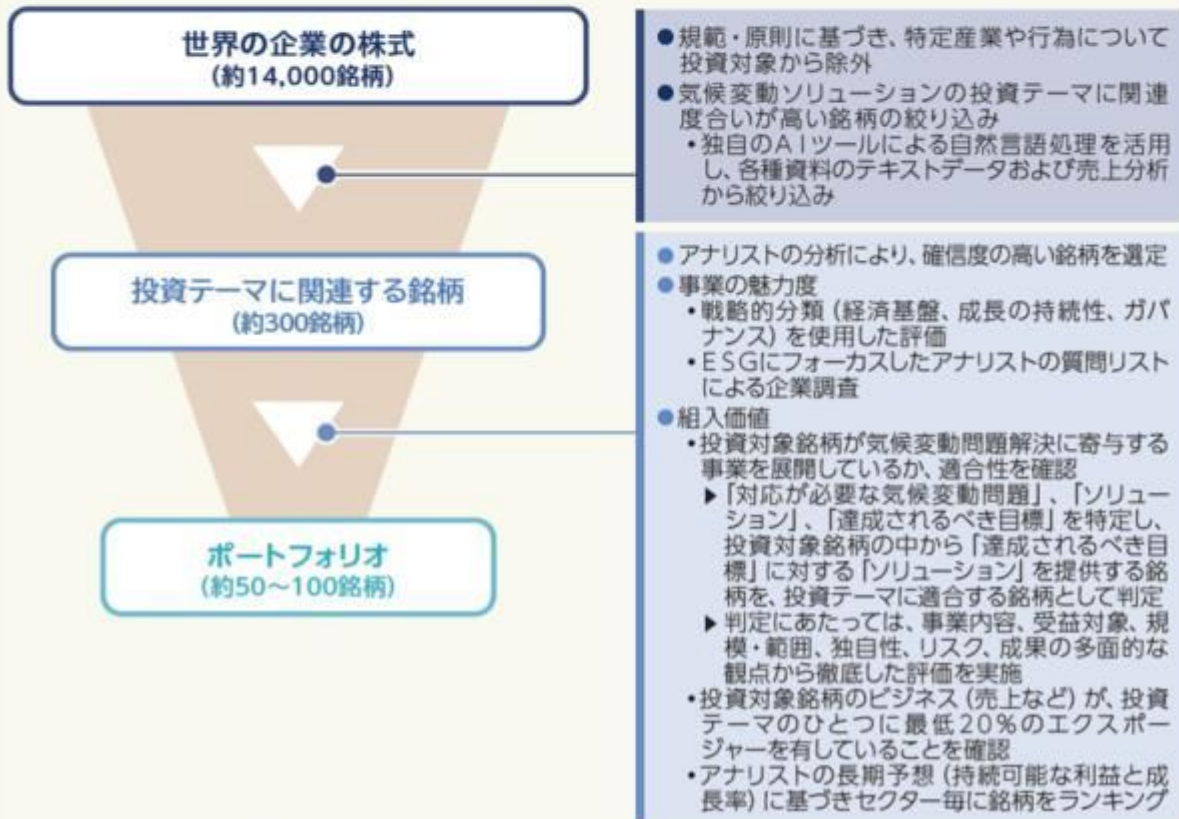 世界の企業の株式
(約14,000銘柄)
●規範・原則に基づき、特定産業や行為について
投資対象から除外
●気候変動ソリューションの投資テーマに関連
度合いが高い銘柄の絞り込み
・独自のAIツールによる自然言語処理を活用
し、各種資料のテキストデータおよび売上分析
から絞り込み
投資テーマに関連する銘柄
(約300銘柄)
●アナリストの分析により、確信度の高い銘柄を選定
●事業の魅力度
・戦略的分類(経済基盤、成長の持続性、ガバ
ナンス)を使用した評価
・ESGにフォーカスしたアナリストの質問リスト
による企業調査
●組入価値
・投資対象銘柄が気候変動問題解決に寄与する
事業を展開しているか、適合性を確認
▶「対応が必要な気候変動問題」、「ソリュー
ション」、「達成されるべき目標」を特定し、
投資対象銘柄の中から「達成されるべき目
標」に対する「ソリューション」を提供する銘
柄を、投資テーマに適合する銘柄として判定
▶判定にあたっては、事業内容、受益対象、規
模・範囲、独自性、リスク、成果の多面的な
観点から徹底した評価を実施
・投資対象銘柄のビジネス(売上など)が、投資
テーマのひとつに最低20%のエクスポー
ジャーを有していることを確認
・アナリストの長期予想(持続可能な利益と成
長率)に基づきセクター毎に銘柄をランキング
ポートフォリオ
(約50～100銘柄)